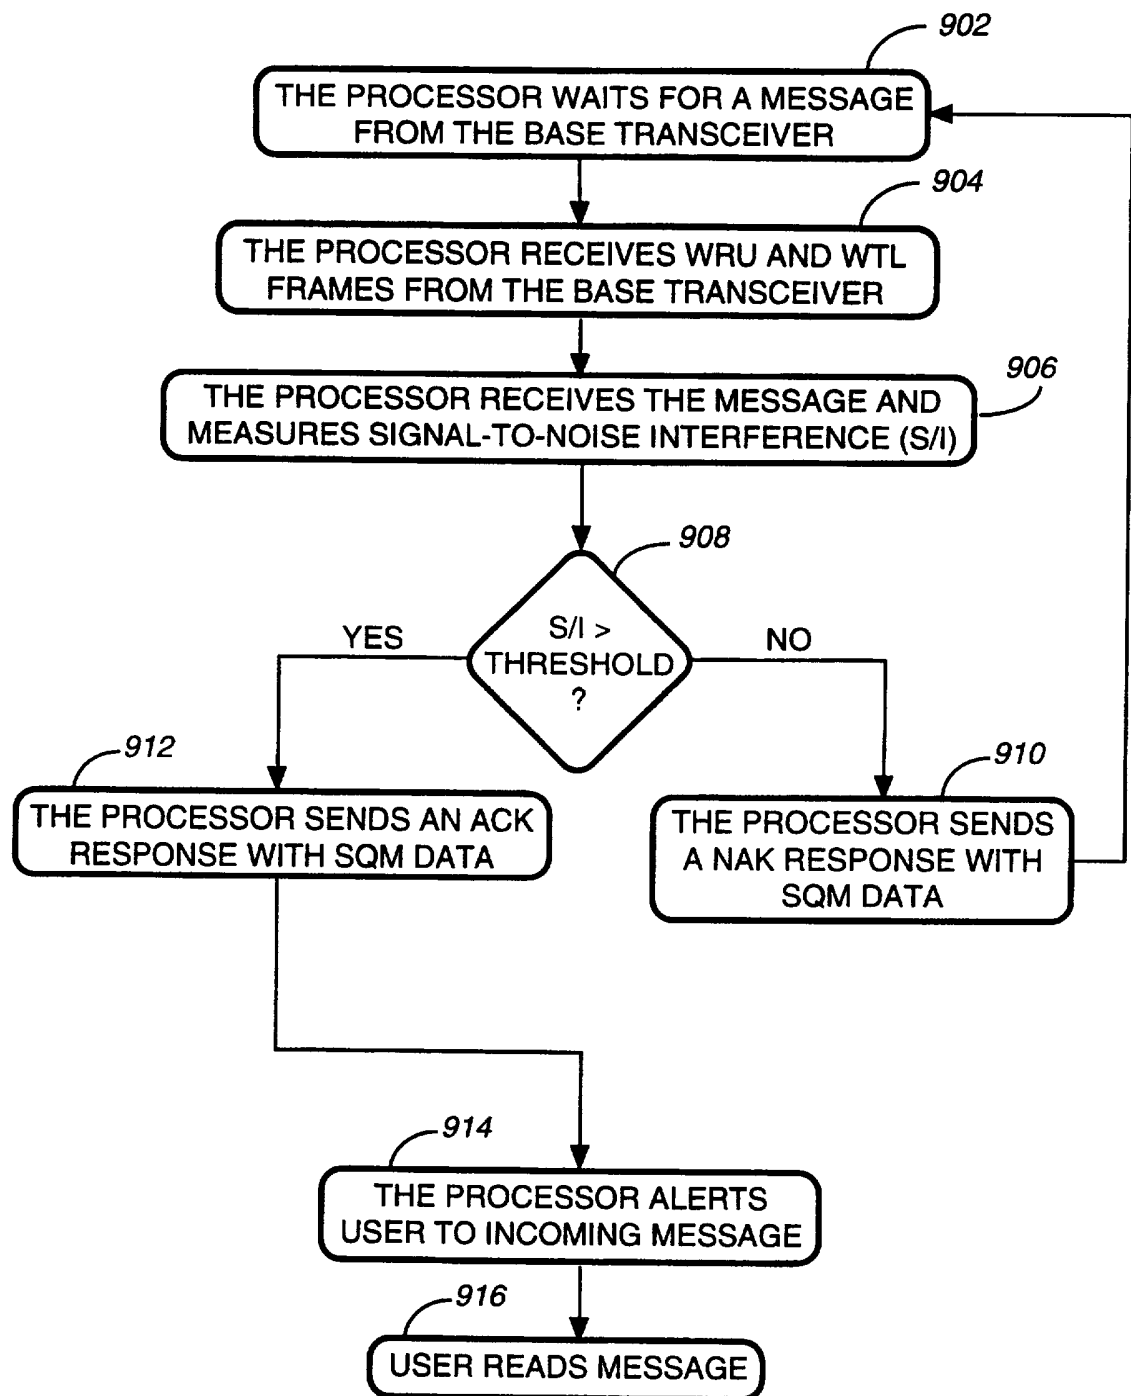 902
THE PROCESSOR WAITS FOR A MESSAGE
FROM THE BASE TRANSCEIVER
904
THE PROCESSOR RECEIVES WRU AND WTL
FRAMES FROM THE BASE TRANSCEIVER
906
THE PROCESSOR RECEIVES THE MESSAGE AND
MEASURES SIGNAL-TO-NOISE INTERFERENCE (S/I)
908
S/I >
THRESHOLD
?
YES
NO
912
THE PROCESSOR SENDS AN ACK
RESPONSE WITH SQM DATA
910
THE PROCESSOR SENDS
A NAK RESPONSE WITH
SQM DATA
914
THE PROCESSOR ALERTS
USER TO INCOMING MESSAGE
916
USER READS MESSAGE